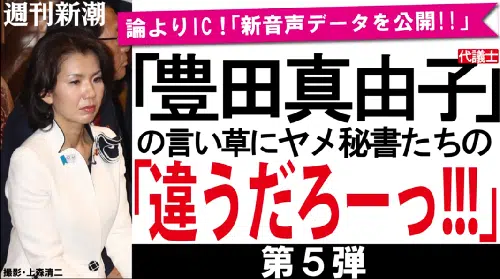 週刊新潮
論よりIC!「新音声データを公開!!」
代議士
「豊田真由子」
の言い草にヤメ秘書たちの
「違うだろーっ!!!」
第5弾
撮影・上森清二